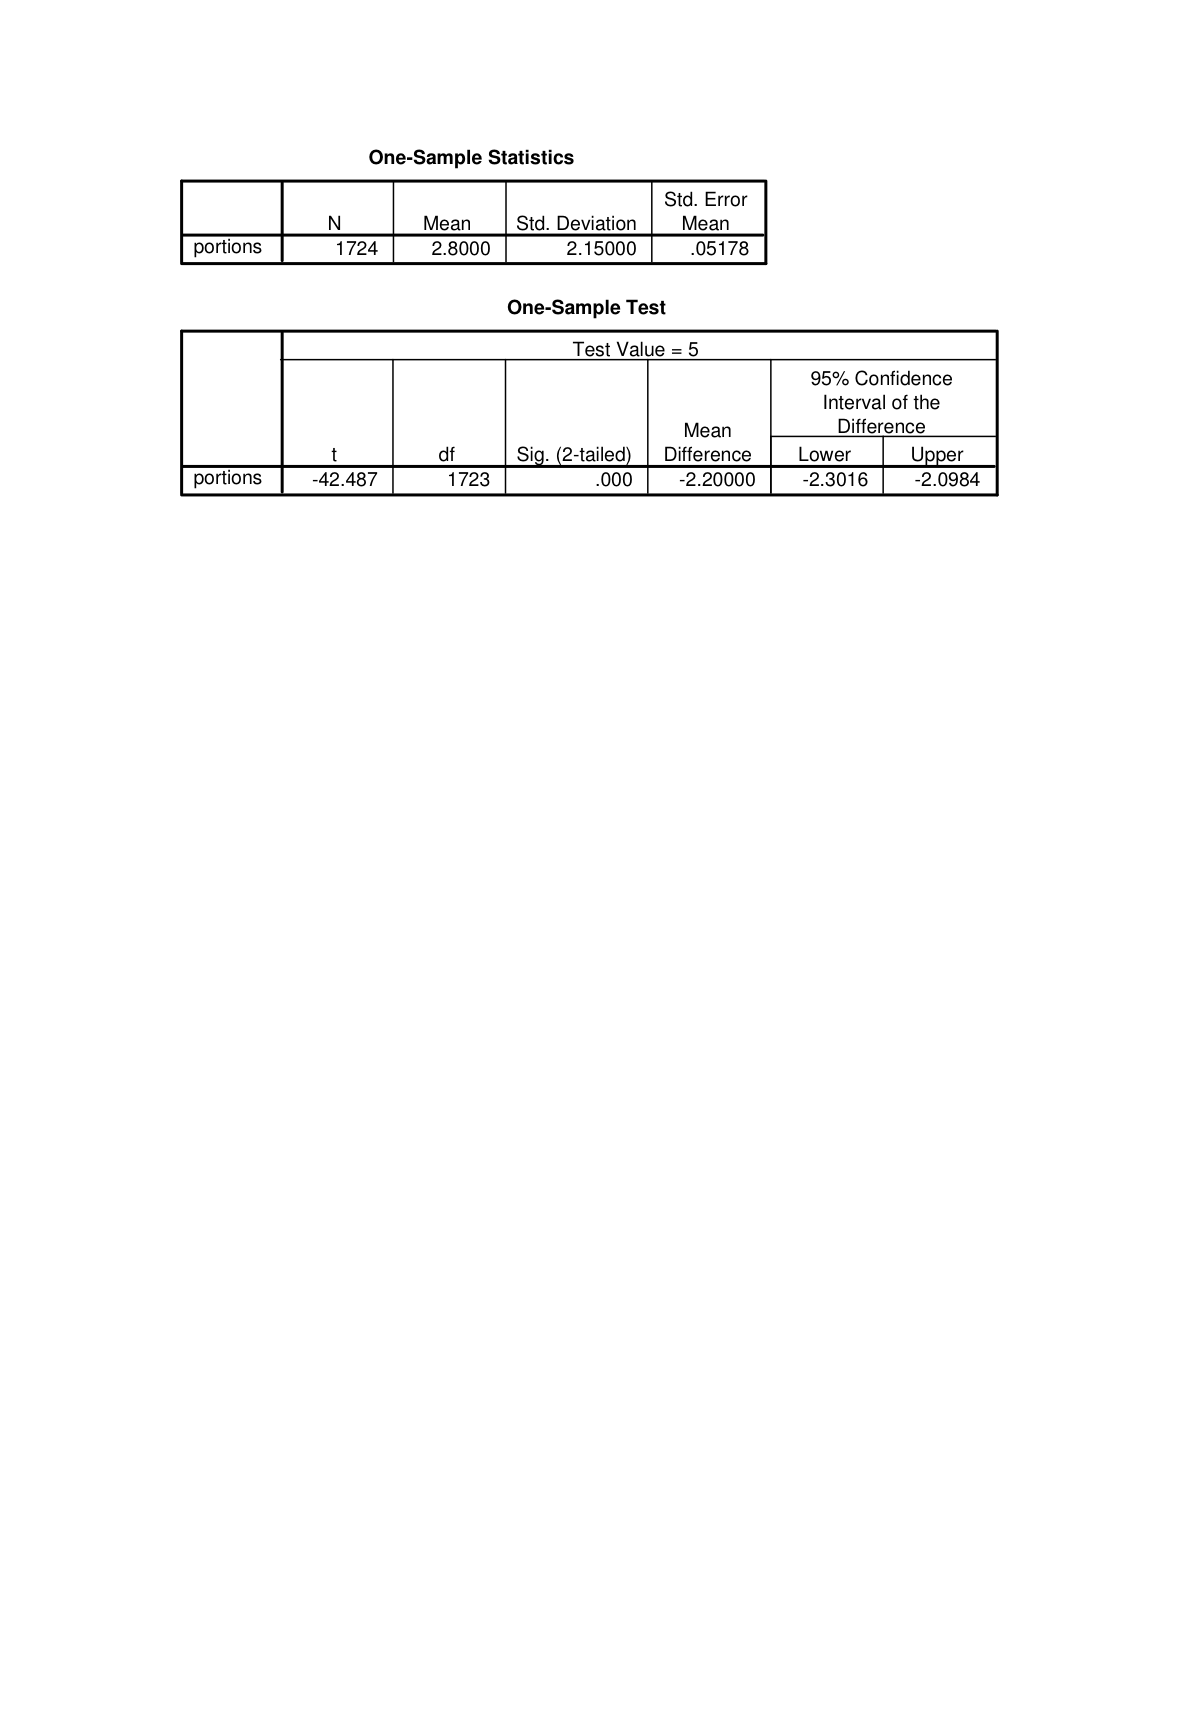 One-Sample Statistics
Std. Error
N Mean Std. Deviation Mean
portions 1724 2.8000 2.15000 .05178
One-Sample Test
Test Value = 5
95% Confidence
Interval of the
Mean Difference
t df Sig. (2-tailed) Difference Lower Upper
portions -42.487 1723 .000 -2.20000 -2.3016 -2.0984